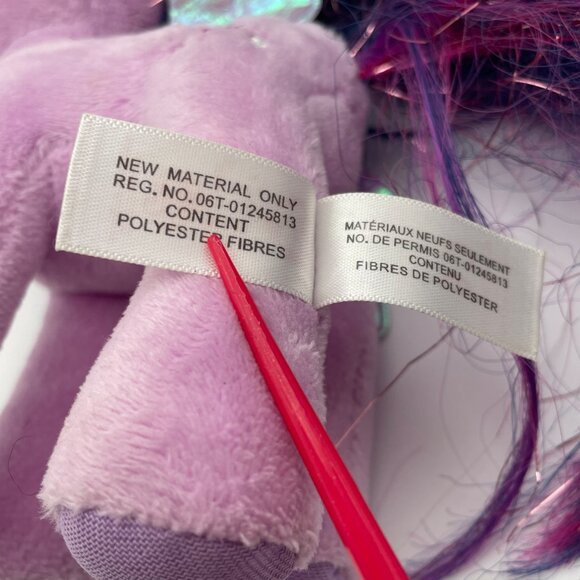 NEW MATERIAL ONLY
REG. NO. 06T-01245813
CONTENT
POLYESTER FIBRES
MATÉRIAUX NEUFS SEULEMENT
NO. DE PERMIS 06T-01245813
CONTENU
FIBRES DE POLYESTER